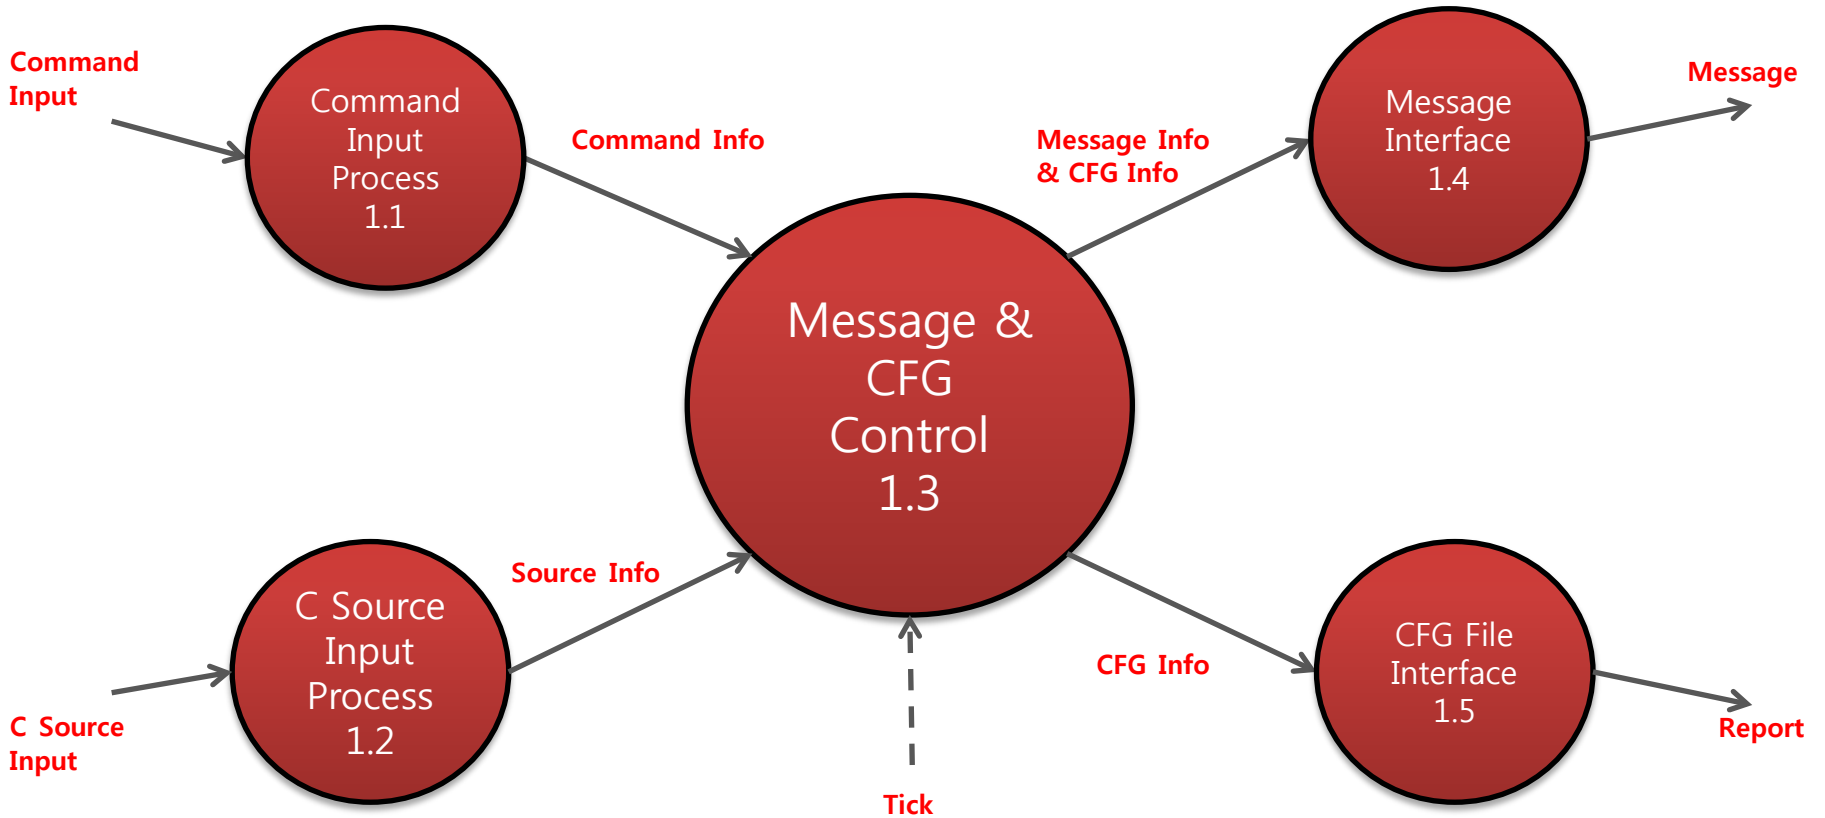 Command
Input
Command
Input
Process
1.1
Command Info
Message Info
& CFG Info
Message
Interface
1.4
Message
Message &
CFG
Control
1.3
C Source
Input
C Source
Input
Process
1.2
Source Info
Tick
CFG Info
CFG File
Interface
1.5
Report